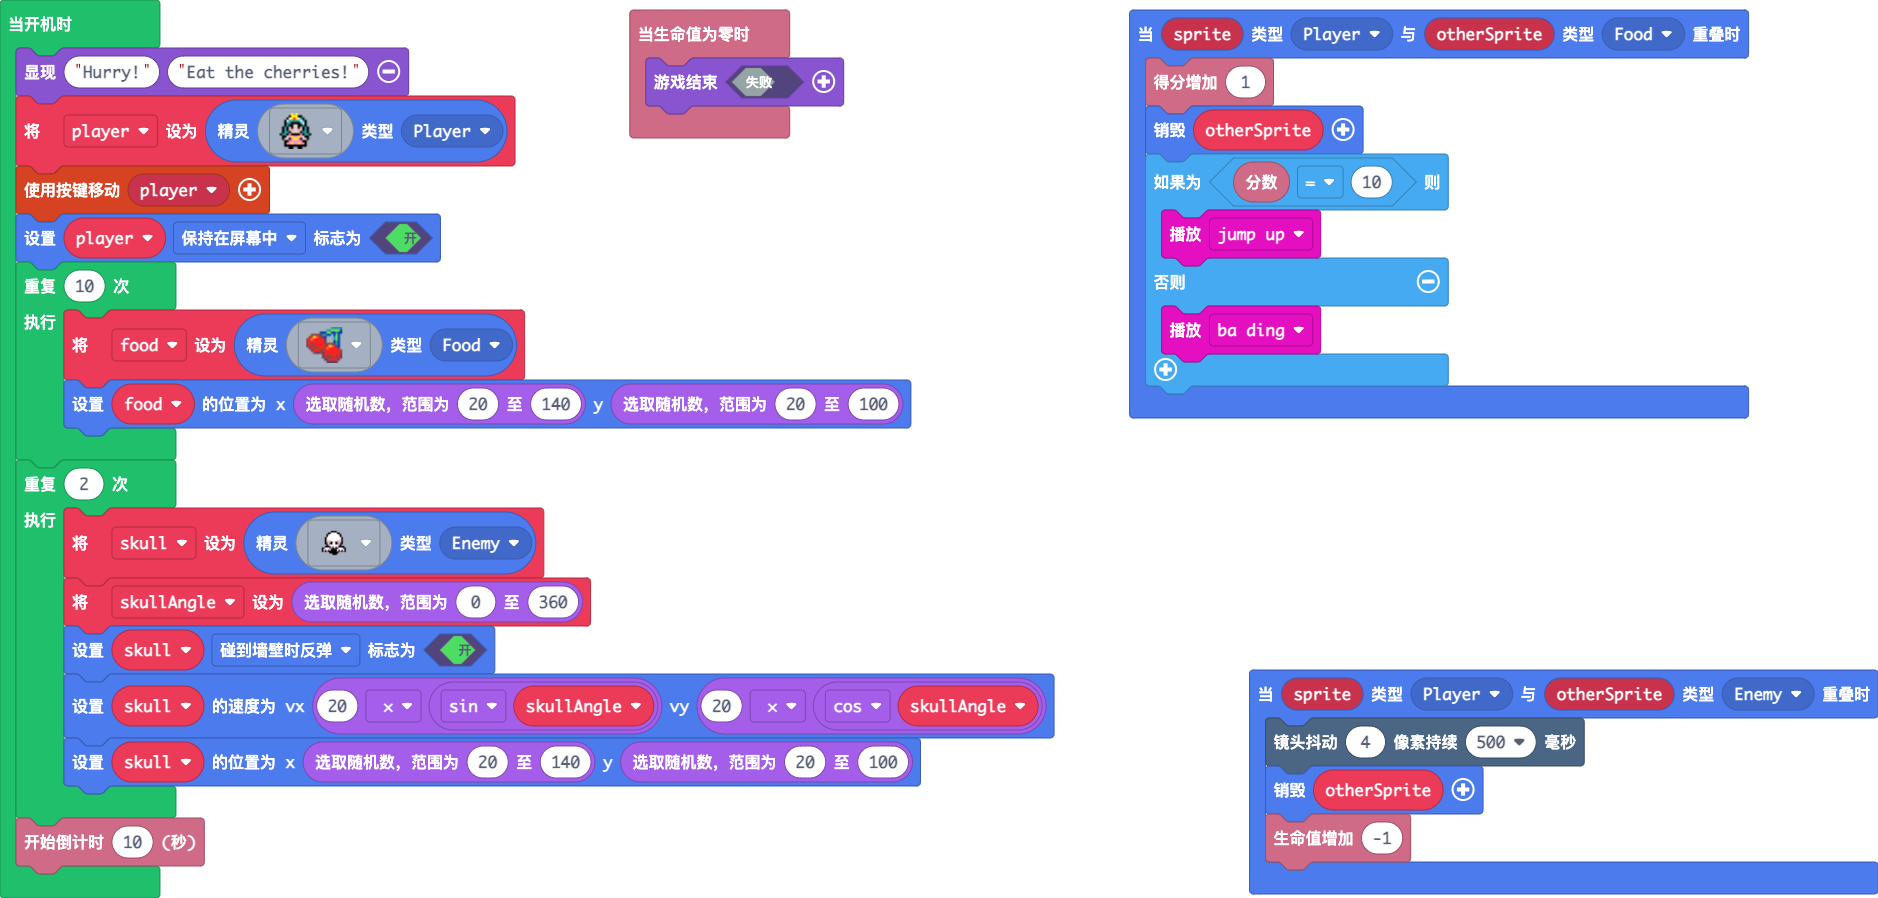 当开机时
显现 "Hurry!" "Eat the cherries!"
将 player 设为 精灵 类型 Player
使用按键移动 player
设置 player 保持在屏幕中 标志为 开
重复 10 次
执行
将 food 设为 精灵 类型 Food
设置 food 的位置为 x 选取随机数，范围为 20 至 140 y 选取随机数，范围为 20 至 100
重复 2 次
执行
将 skull 设为 精灵 类型 Enemy
将 skullAngle 设为 选取随机数，范围为 0 至 360
设置 skull 碰到墙壁时反弹 标志为 开
设置 skull 的速度为 vx 20 x sin skullAngle vy 20 x cos skullAngle
设置 skull 的位置为 x 选取随机数，范围为 20 至 140 y 选取随机数，范围为 20 至 100
开始倒计时 10 (秒)
当生命值为零时
游戏结束 失败
当 sprite 类型 Player 与 otherSprite 类型 Food 重叠时
得分增加 1
销毁 otherSprite
如果为 分数 = 10 则
播放 jump up
否则
播放 ba ding
当 sprite 类型 Player 与 otherSprite 类型 Enemy 重叠时
镜头抖动 4 像素持续 500 毫秒
销毁 otherSprite
生命值增加 -1